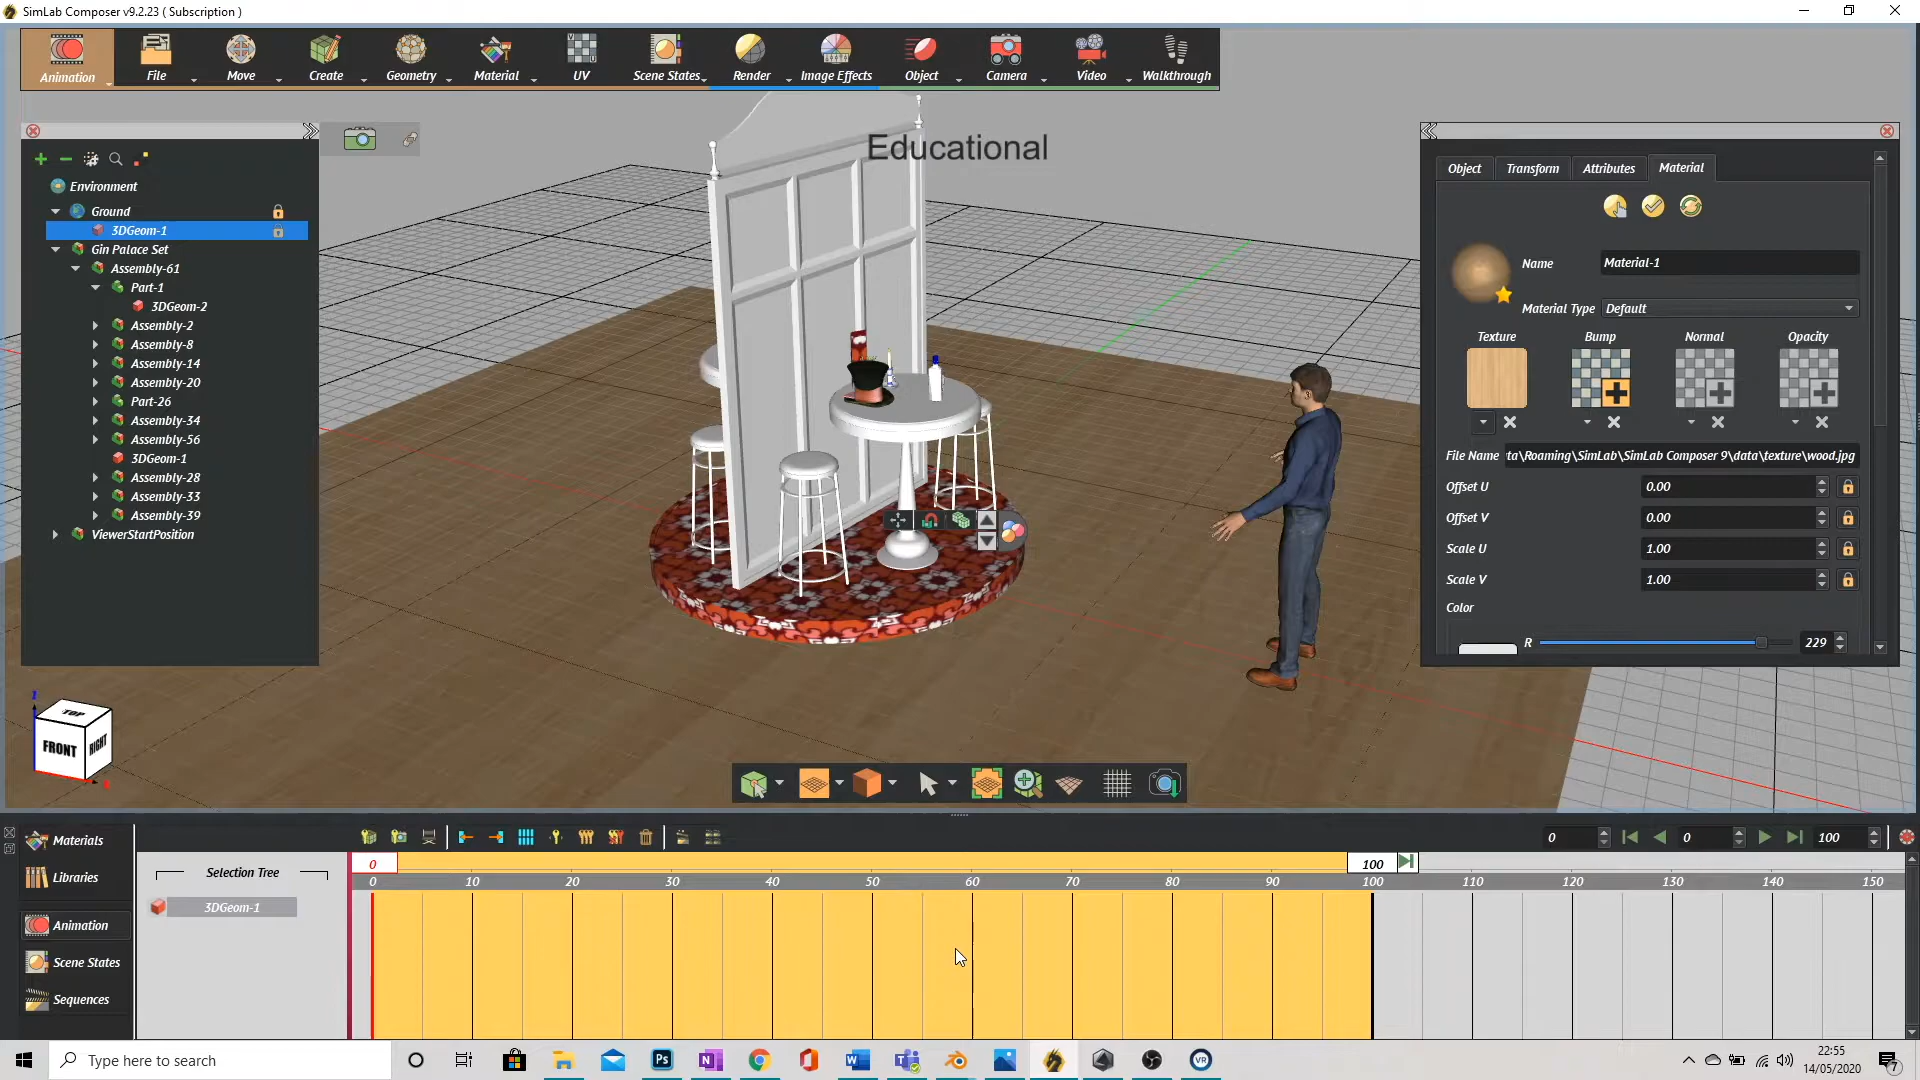 SimLab Composer v9.2.23 ( Subscription )
Animation File Move Create Geometry Material UV Scene States Render Image Effects Object Camera Video Walkthrough
Educational
Environment
Ground
3DGeom-1
Gin Palace Set
Assembly-61
Part-1
3DGeom-2
Assembly-2
Assembly-8
Assembly-14
Assembly-20
Part-26
Assembly-34
Assembly-56
3DGeom-1
Assembly-28
Assembly-33
Assembly-39
ViewerStartPosition
Object Transform Attributes Material
Name Material-1
Material Type Default
Texture Bump Normal Opacity
File Name ta\Roaming\SimLab\SimLab Composer 9\data\texture\wood.jpg
Offset U 0.00
Offset V 0.00
Scale U 1.00
Scale V 1.00
Color
R 229
TOP
FRONT
RIGHT
Materials
Libraries
Animation
Scene States
Sequences
0 0 100
Selection Tree
3DGeom-1
0 100
0 10 20 30 40 50 60 70 80 90 100 110 120 130 140 150
Type here to search
22:55
14/05/2020
7